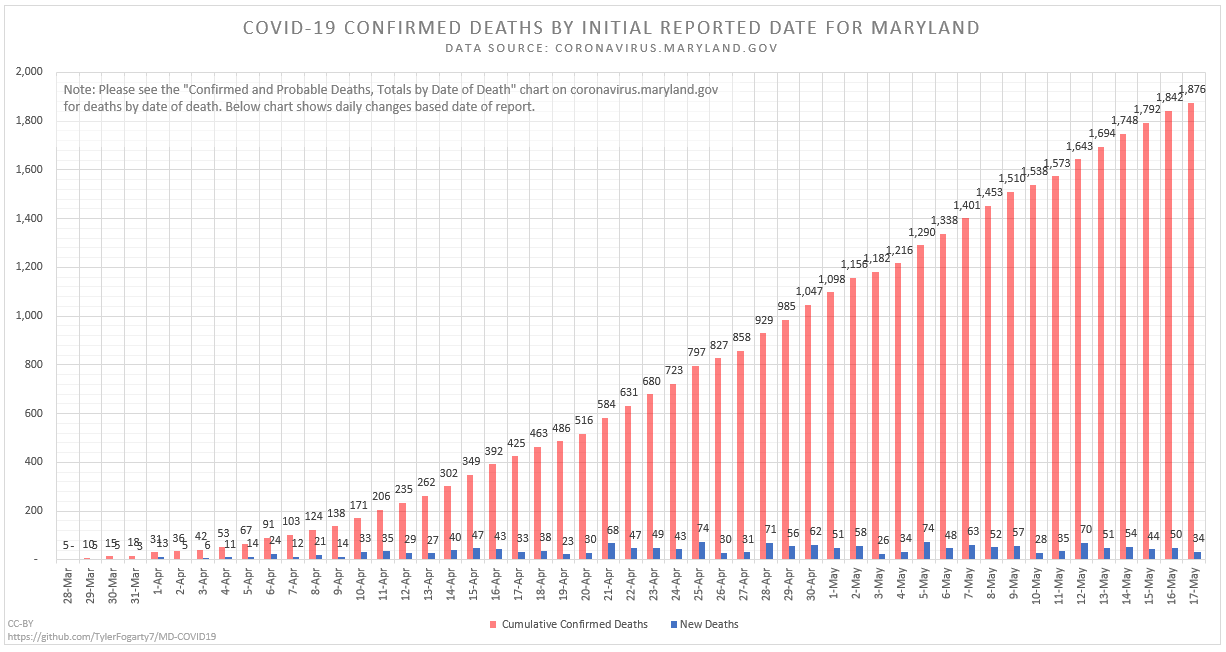 COVID-19 CONFIRMED DEATHS BY INITIAL REPORTED DATE FOR MARYLAND
DATA SOURCE: CORONAVIRUS.MARYLAND.GOV
Note: Please see the "Confirmed and Probable Deaths, Totals by Date of Death" chart on coronavirus.maryland.gov
for deaths by date of death. Below chart shows daily changes based date of report.
2,000
1,800
1,600
1,400
1,200
1,000
800
600
400
200
-
5 10 15 18 31 36 42 53 67 91 103 124 138 171 206 235 262 302 349 392 425 463 486 516 584 631 680 723 797 827 858 929 985 1,047 1,098 1,156 1,182 1,216 1,290 1,338 1,401 1,453 1,510 1,538 1,573 1,643 1,694 1,748 1,792 1,842 1,876
- 5 5 3 13 5 6 11 14 24 12 21 14 33 35 29 27 40 47 43 33 38 23 30 68 47 49 43 74 30 31 71 56 62 51 58 26 34 74 48 63 52 57 28 35 70 51 54 44 50 34
28-Mar 29-Mar 30-Mar 31-Mar 1-Apr 2-Apr 3-Apr 4-Apr 5-Apr 6-Apr 7-Apr 8-Apr 9-Apr 10-Apr 11-Apr 12-Apr 13-Apr 14-Apr 15-Apr 16-Apr 17-Apr 18-Apr 19-Apr 20-Apr 21-Apr 22-Apr 23-Apr 24-Apr 25-Apr 26-Apr 27-Apr 28-Apr 29-Apr 30-Apr 1-May 2-May 3-May 4-May 5-May 6-May 7-May 8-May 9-May 10-May 11-May 12-May 13-May 14-May 15-May 16-May 17-May
Cumulative Confirmed Deaths New Deaths
CC-BY
https://github.com/TylerFogarty7/MD-COVID19